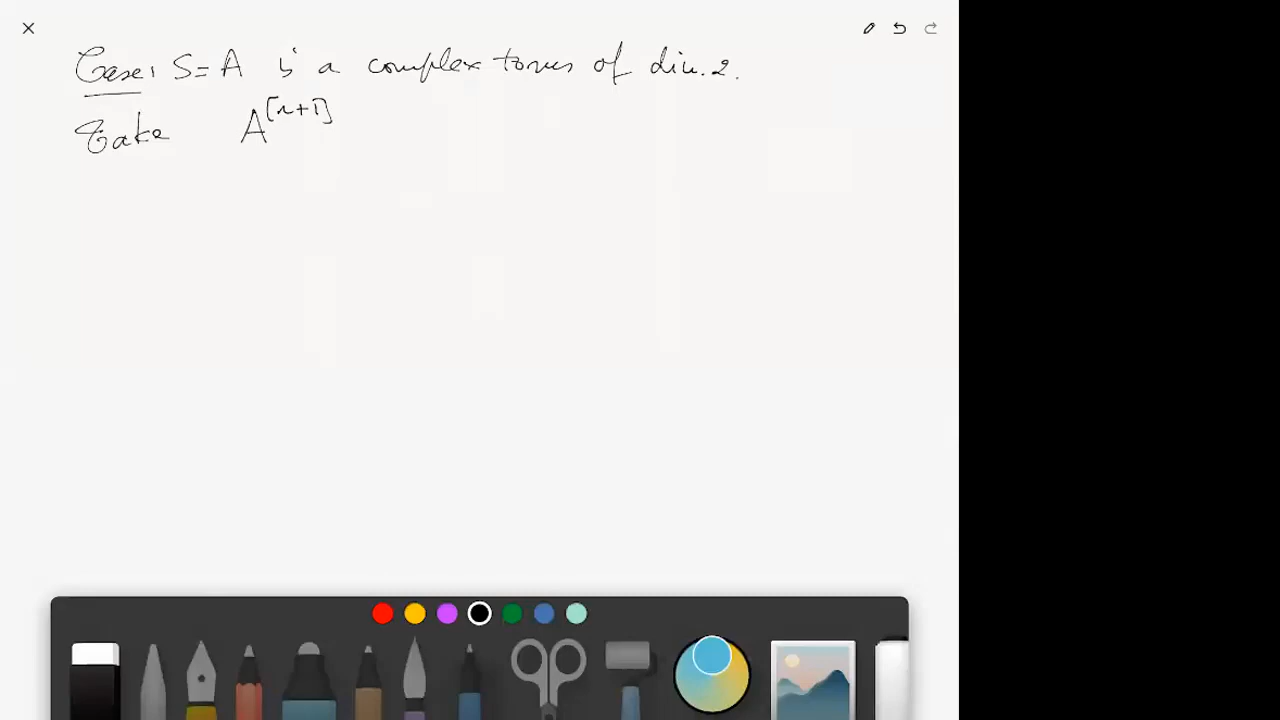 Case: S = A is a complex torus of dim. 2.
Take A^[n+1]